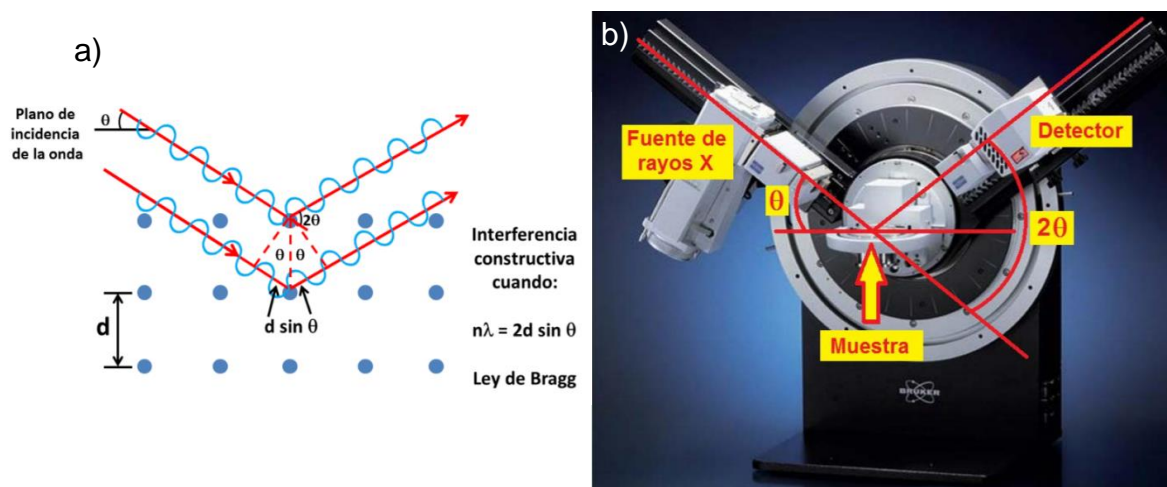 a)
Plano de
incidencia
de la onda
θ
2θ
θ θ
d
d sin θ
Interferencia
constructiva
cuando:
nλ = 2d sin θ
Ley de Bragg
b)
Fuente de
rayos X
Detector
θ
2θ
Muestra
BRUKER